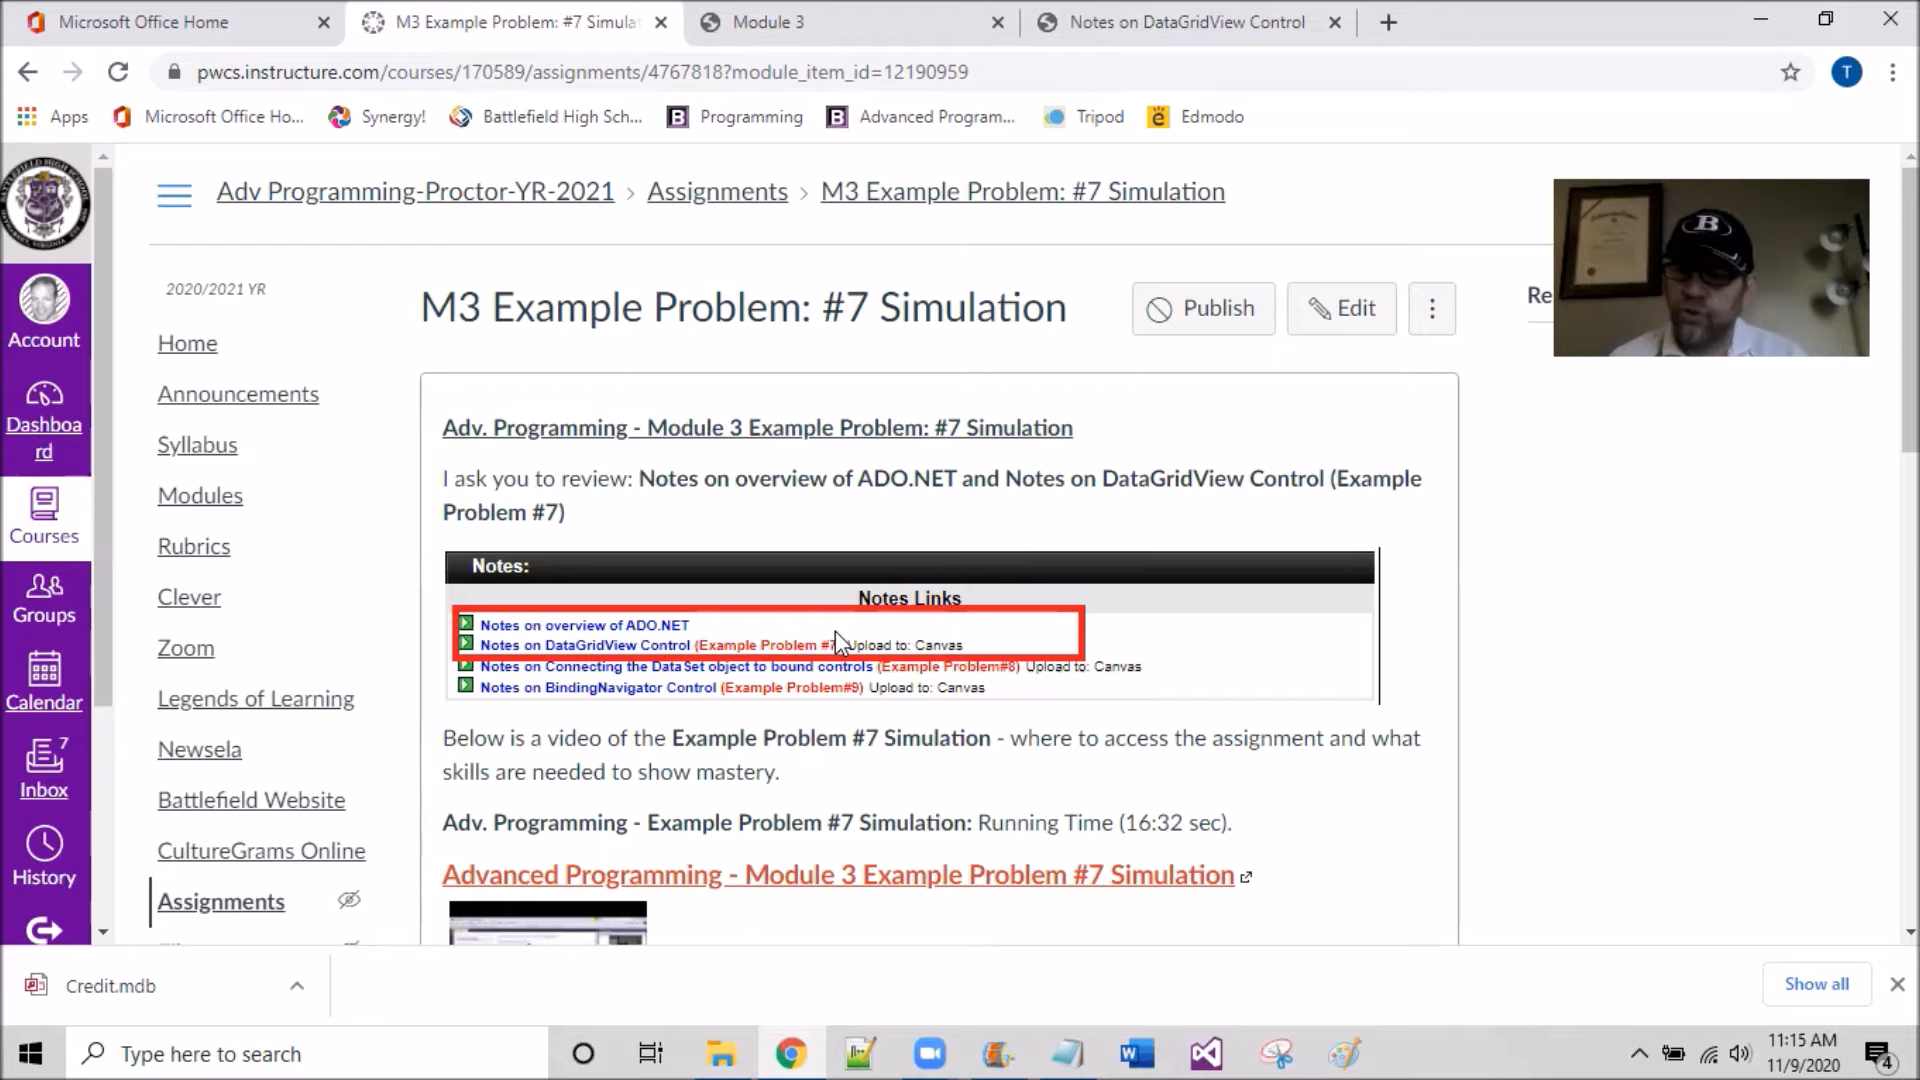 Microsoft Office Home
M3 Example Problem: #7 Simulat
Module 3
Notes on DataGridView Control
pwcs.instructure.com/courses/170589/assignments/4767818?module_item_id=12190959
T
Apps
Microsoft Office Ho...
Synergy!
Battlefield High Sch...
B
Programming
B
Advanced Program...
Tripod
Edmodo
Adv Programming-Proctor-YR-2021 > Assignments > M3 Example Problem: #7 Simulation
B
Account
Dashboa
rd
Courses
Groups
Calendar
7
Inbox
History
2020/2021 YR
Home
Announcements
Syllabus
Modules
Rubrics
Clever
Zoom
Legends of Learning
Newsela
Battlefield Website
CultureGrams Online
Assignments
M3 Example Problem: #7 Simulation
Publish
Edit
Re
Adv. Programming - Module 3 Example Problem: #7 Simulation
I ask you to review: Notes on overview of ADO.NET and Notes on DataGridView Control (Example
Problem #7)
Notes:
Notes Links
Notes on overview of ADO.NET
Notes on DataGridView Control (Example Problem #7 Upload to: Canvas
Notes on Connecting the DataSet object to bound controls (Example Problem#8) Upload to: Canvas
Notes on BindingNavigator Control (Example Problem#9) Upload to: Canvas
Below is a video of the Example Problem #7 Simulation - where to access the assignment and what
skills are needed to show mastery.
Adv. Programming - Example Problem #7 Simulation: Running Time (16:32 sec).
Advanced Programming - Module 3 Example Problem #7 Simulation
Credit.mdb
Show all
Type here to search
11:15 AM
11/9/2020
4